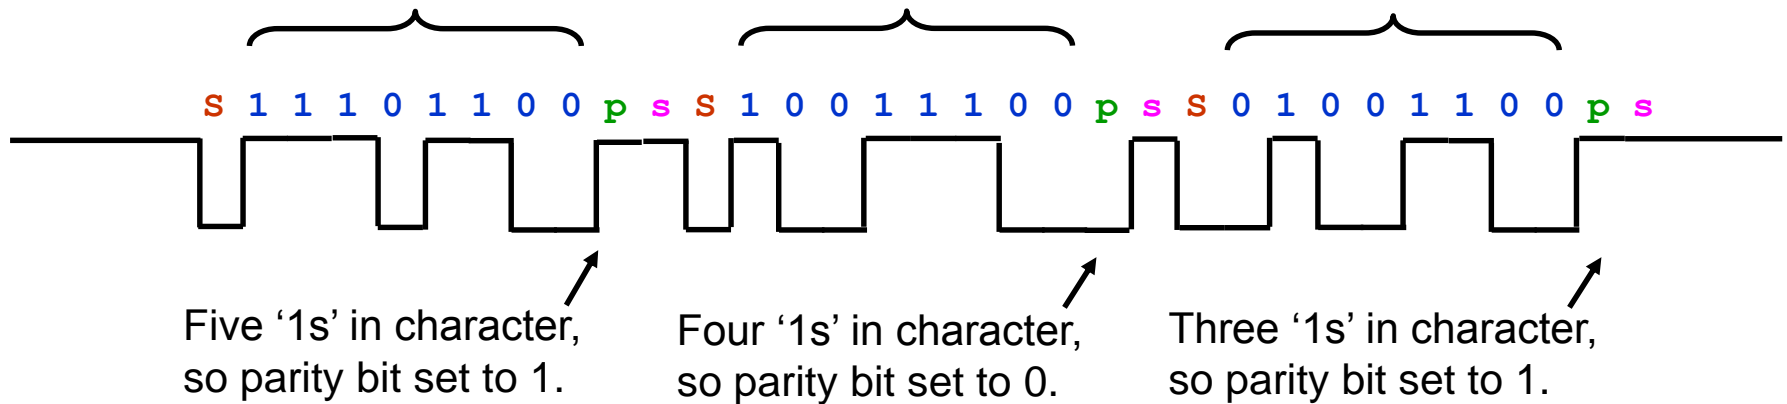 S 1 1 1 0 1 1 0 0 p s S 1 0 0 1 1 1 0 0 p s S 0 1 0 0 1 1 0 0 p s
Five ‘1s’ in character,
so parity bit set to 1.
Four ‘1s’ in character,
so parity bit set to 0.
Three ‘1s’ in character,
so parity bit set to 1.